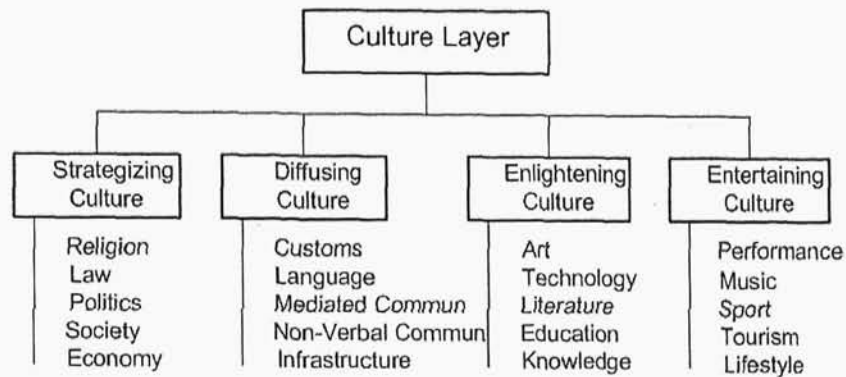 Culture Layer
Strategizing
Culture
Religion
Law
Politics
Society
Economy
Diffusing
Culture
Customs
Language
Mediated Commun
Non-Verbal Commun
Infrastructure
Enlightening
Culture
Art
Technology
Literature
Education
Knowledge
Entertaining
Culture
Performance
Music
Sport
Tourism
Lifestyle